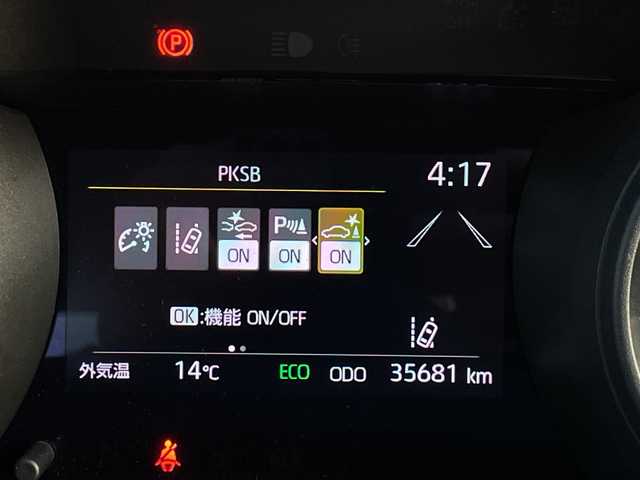 P
PKSB
4:17
ON P ON ON
OK:機能 ON/OFF
外気温 14℃ ECO ODO 35681 km